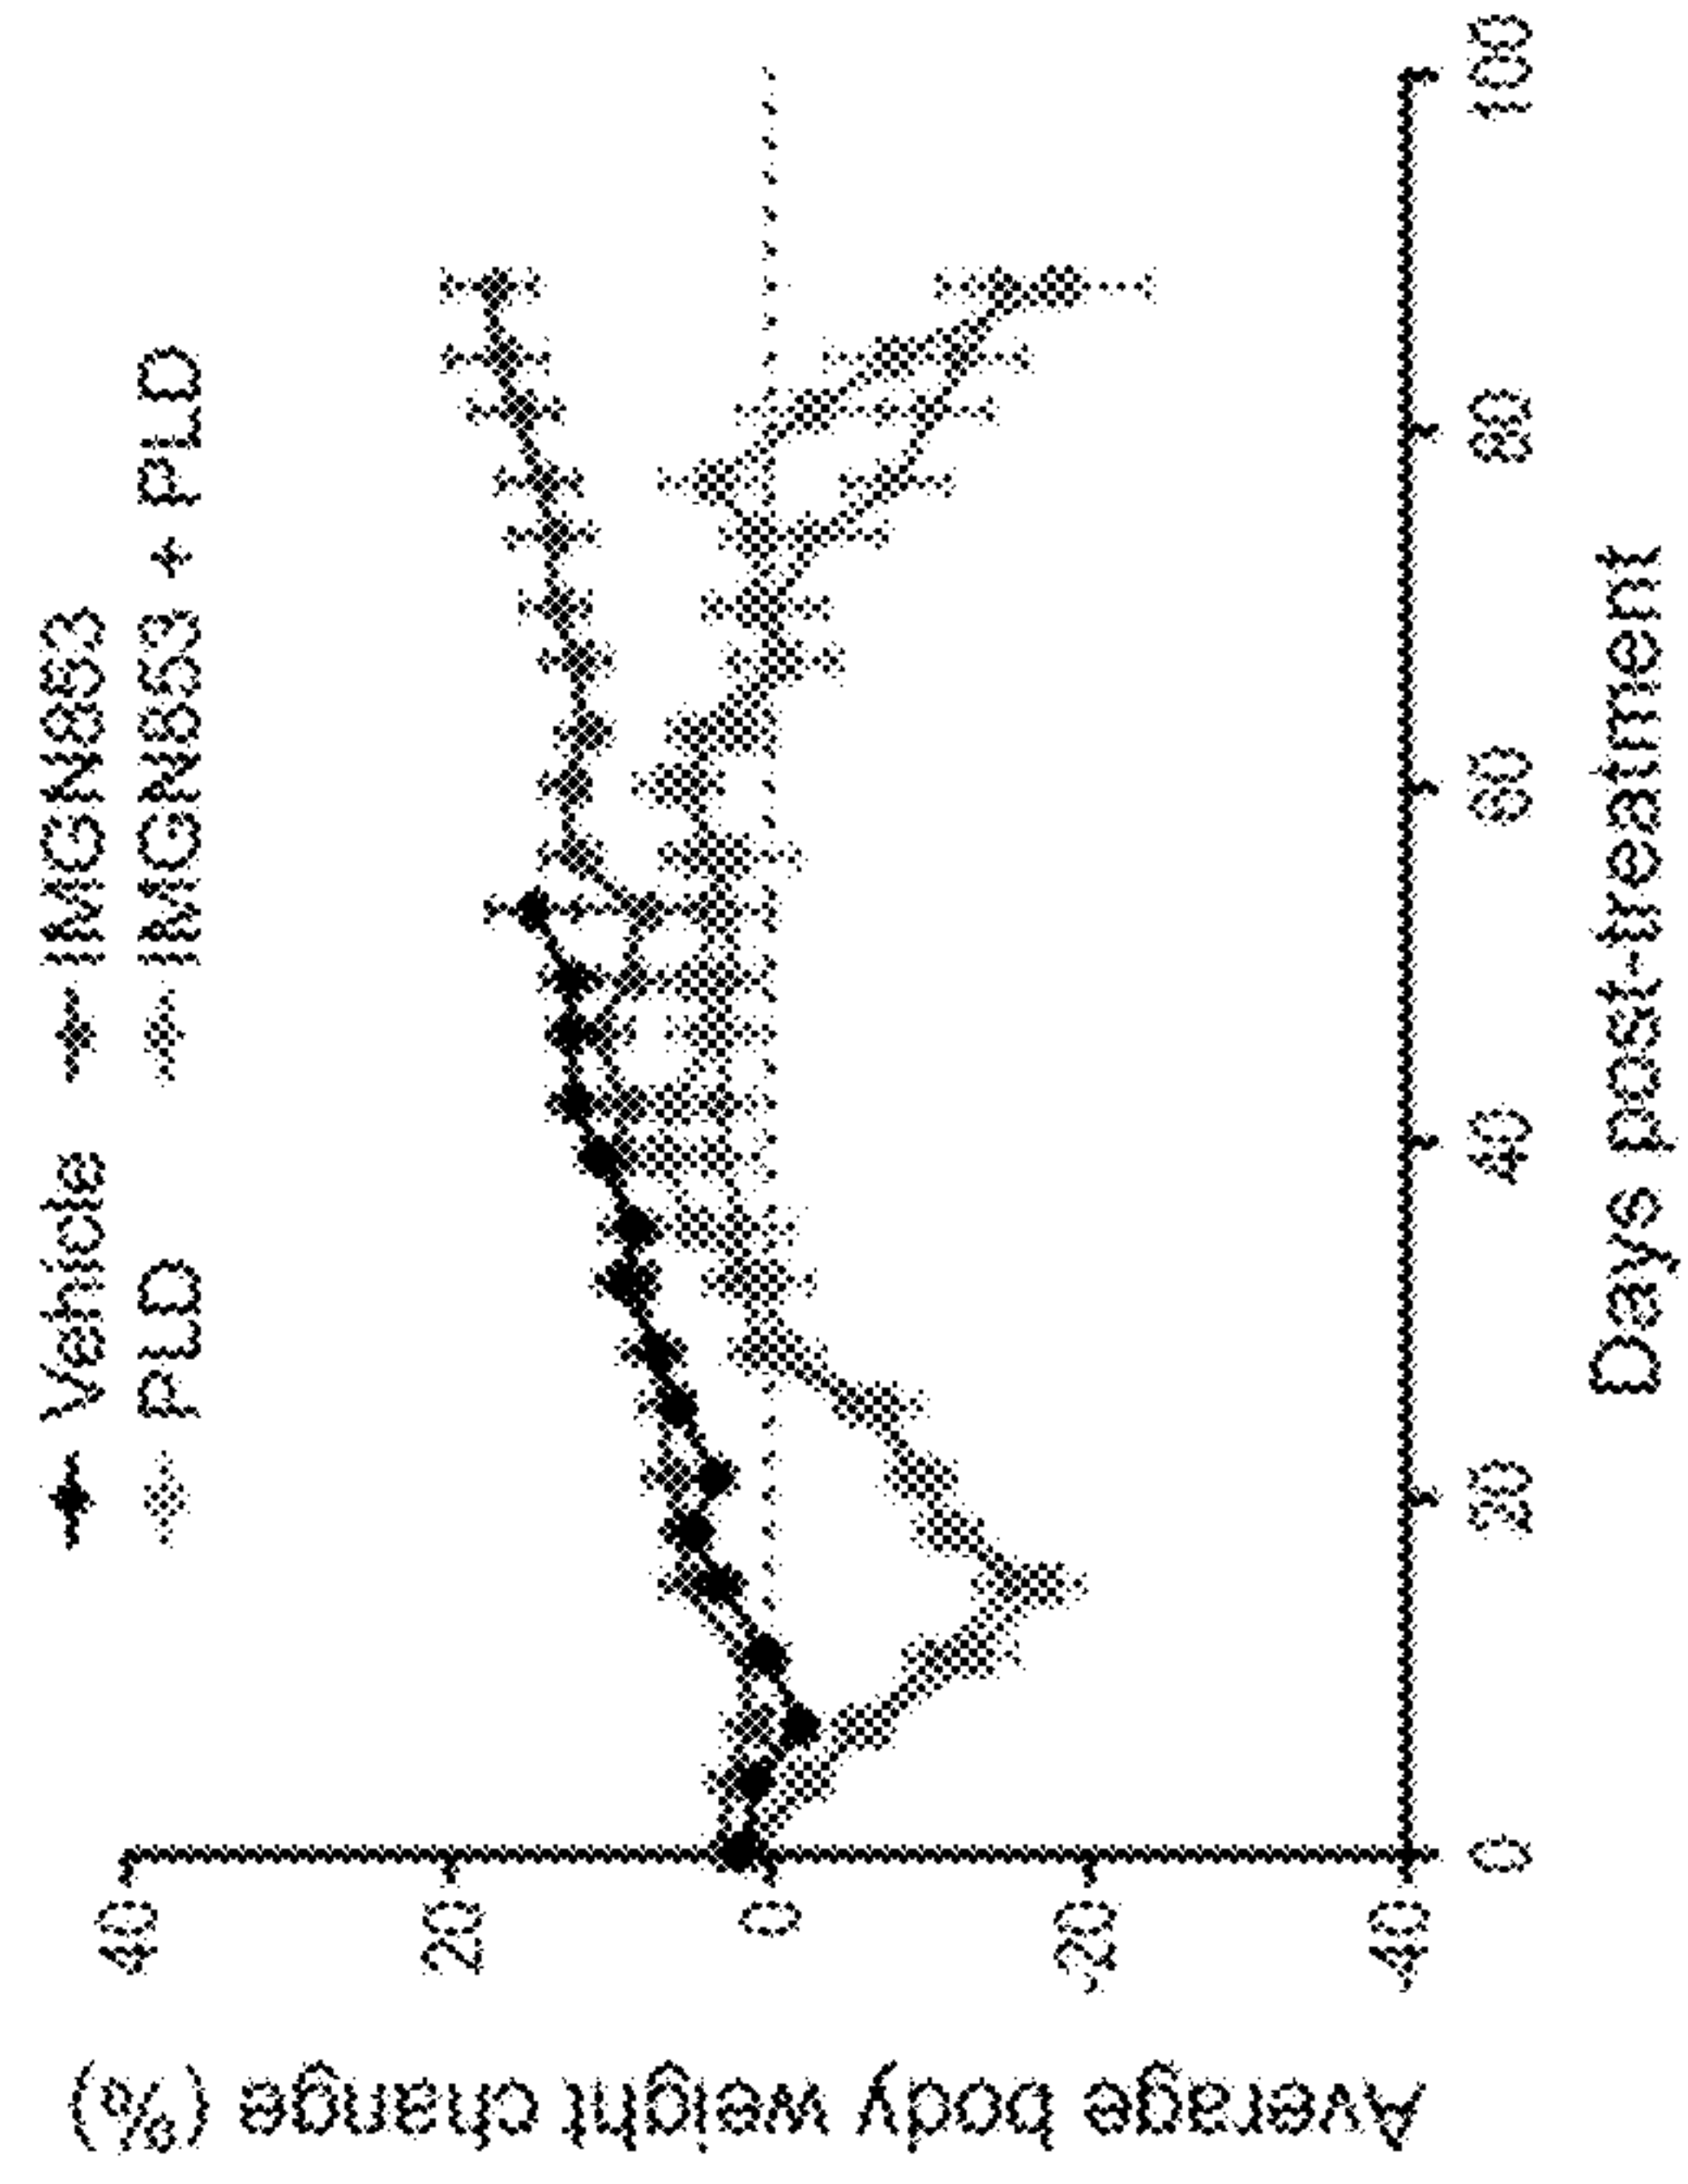 Vehicle IMGN853
PLD IMGN853 + PLD
Average body weight change (%)
40
20
0
-20
-40
0 20 40 60 80 100
Days post-treatment